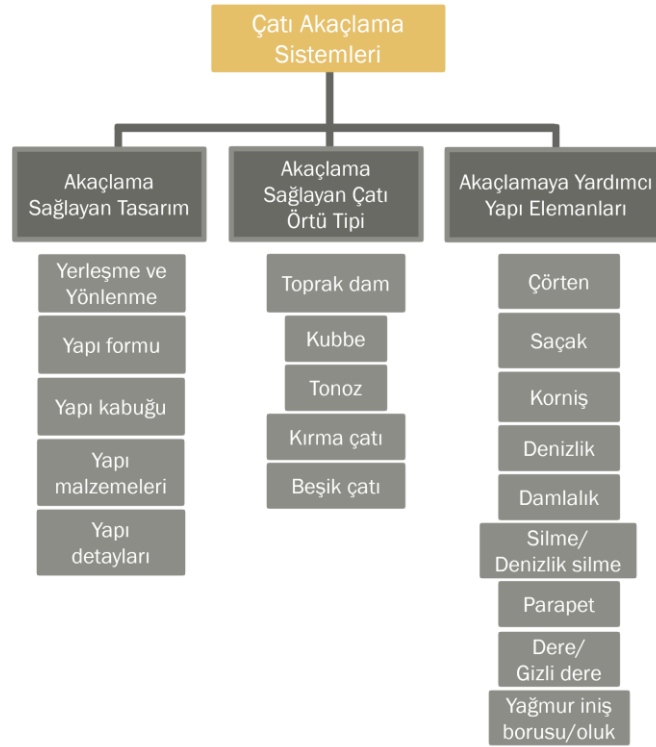 Çatı Akaçlama
Sistemleri
Akaçlama
Sağlayan Tasarım
Yerleşme ve
Yönlenme
Yapı formu
Yapı kabuğu
Yapı
malzemeleri
Yapı
detayları
Akaçlama
Sağlayan Çatı
Örtü Tipi
Toprak dam
Kubbe
Tonoz
Kırma çatı
Beşik çatı
Akaçlamaya Yardımcı
Yapı Elemanları
Çörten
Saçak
Korniş
Denizlik
Damlalık
Silme/
Denizlik silme
Parapet
Dere/
Gizli dere
Yağmur iniş
borusu/oluk